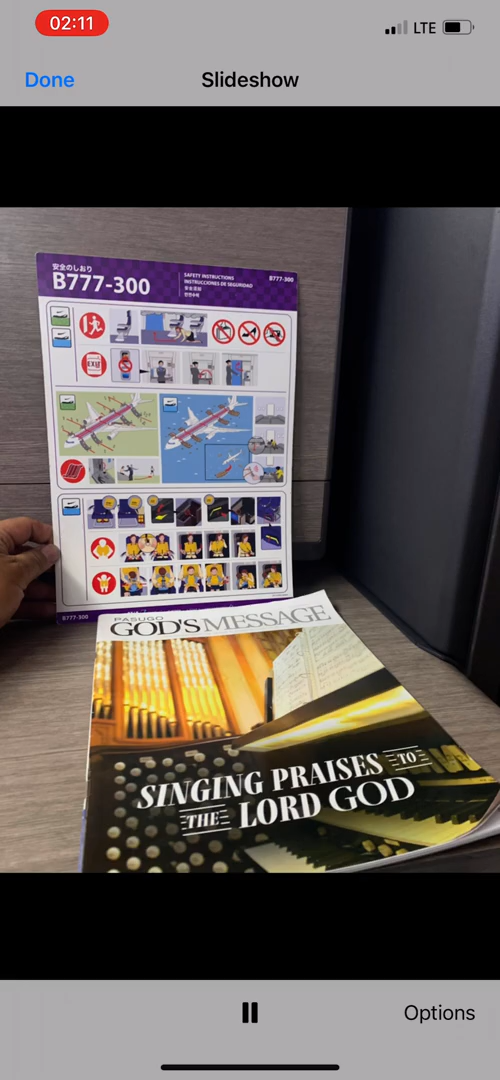 02:11
LTE
Done
Slideshow
安全のしおり
B777-300
SAFETY INSTRUCTIONS
INSTRUCCIONES DE SEGURIDAD
B777-300
EXIT
B777-300
PASUGO
GOD'S MESSAGE
SINGING PRAISES TO
THE LORD GOD
Options